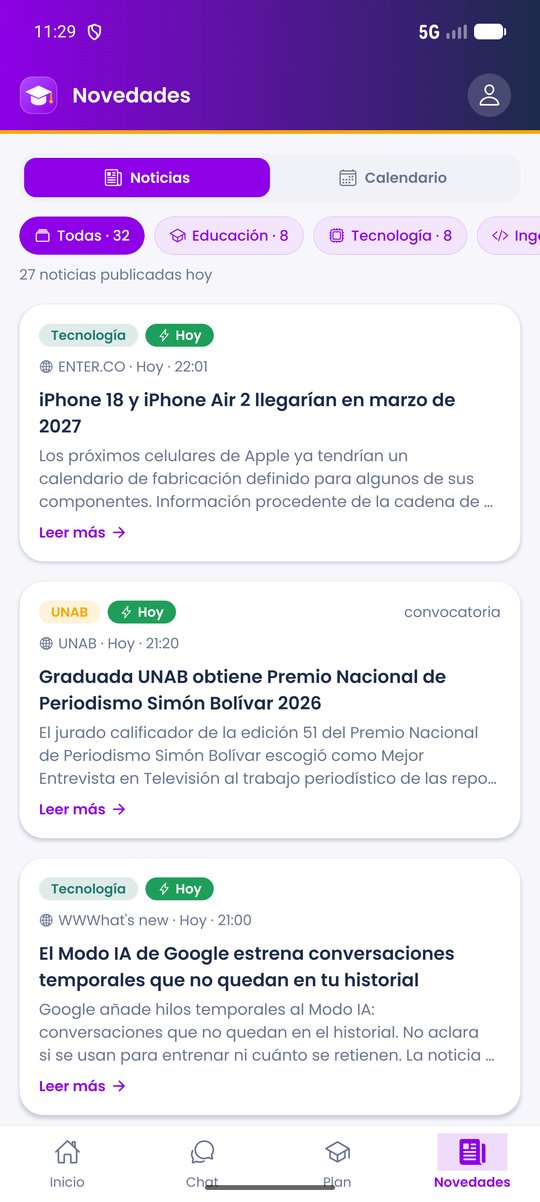 11:29
5G
Novedades
Noticias
Calendario
Todas · 32
Educación · 8
Tecnología · 8
Inge
27 noticias publicadas hoy
Tecnología
Hoy
ENTER.CO · Hoy · 22:01
iPhone 18 y iPhone Air 2 llegarían en marzo de
2027
Los próximos celulares de Apple ya tendrían un
calendario de fabricación definido para algunos de sus
componentes. Información procedente de la cadena de ...
Leer más →
UNAB
Hoy
convocatoria
UNAB · Hoy · 21:20
Graduada UNAB obtiene Premio Nacional de
Periodismo Simón Bolívar 2026
El jurado calificador de la edición 51 del Premio Nacional
de Periodismo Simón Bolívar escogió como Mejor
Entrevista en Televisión al trabajo periodístico de las repo...
Leer más →
Tecnología
Hoy
WWWhat's new · Hoy · 21:00
El Modo IA de Google estrena conversaciones
temporales que no quedan en tu historial
Google añade hilos temporales al Modo IA:
conversaciones que no quedan en el historial. No aclara
si se usan para entrenar ni cuánto se retienen. La noticia ...
Leer más →
Inicio
Chat
Plan
Novedades